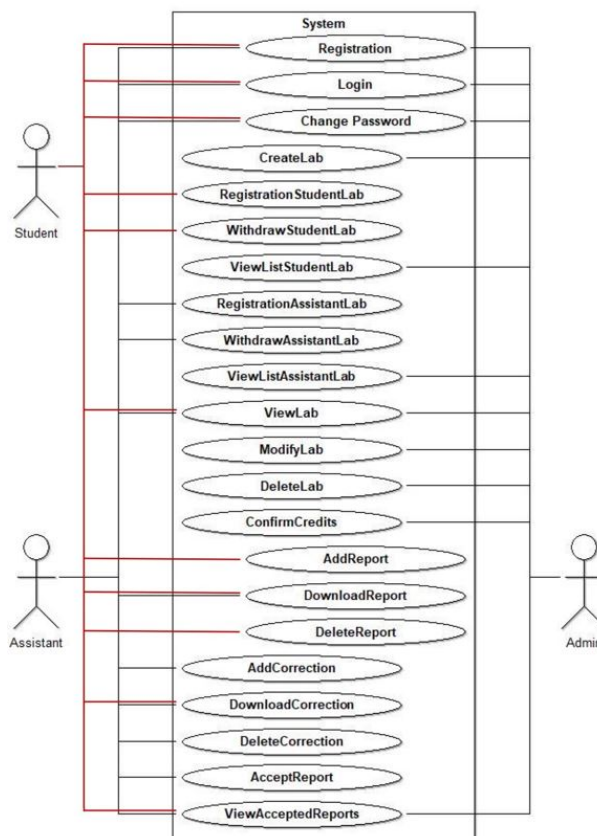 System
Registration
Login
Change Password
CreateLab
RegistrationStudentLab
Student
WithdrawStudentLab
ViewListStudentLab
RegistrationAssistantLab
WithdrawAssistantLab
ViewListAssistantLab
ViewLab
ModifyLab
DeleteLab
ConfirmCredits
AddReport
DownloadReport
DeleteReport
Assistant
Admin
AddCorrection
DownloadCorrection
DeleteCorrection
AcceptReport
ViewAcceptedReports